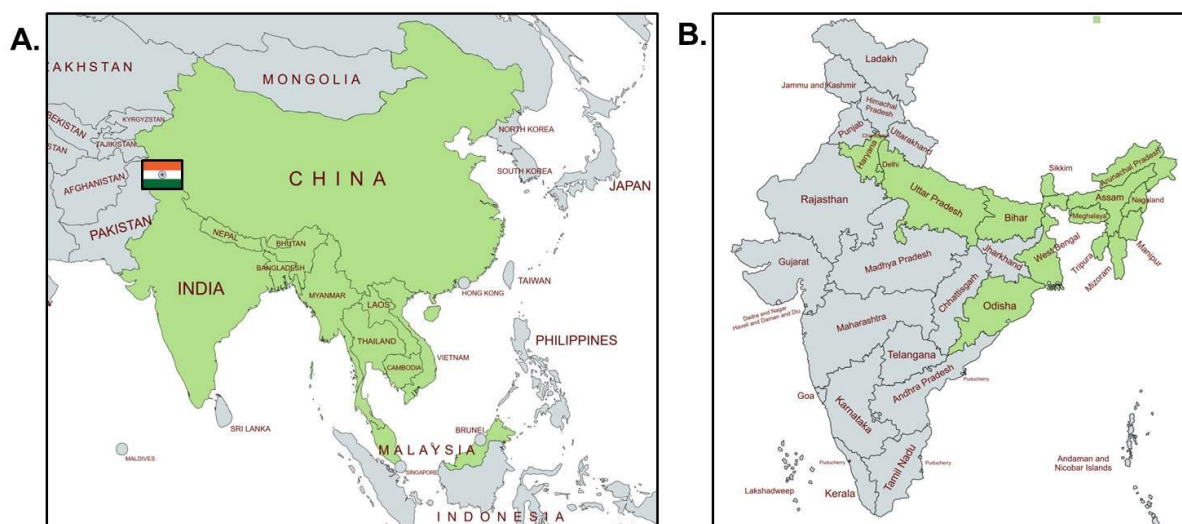 A.
AKHSTAN
MONGOLIA
KYRGYZSTAN
EKISTAN
TAJIKISTAN
STAN
AFGHANISTAN
PAKISTAN
CHINA
NORTH KOREA
SOUTH KOREA
JAPAN
NEPAL
BHUTAN
BANGLADESH
INDIA
MYANMAR
LAOS
HONG KONG
TAIWAN
THAILAND
VIETNAM
CAMBODIA
PHILIPPINES
SRI LANKA
MALDIVES
BRUNEI
MALAYSIA
SINGAPORE
INDONESIA
B.
Ladakh
Jammu and Kashmir
Himachal
Pradesh
Punjab
Uttarakhand
Haryana
Delhi
Rajasthan
Uttar Pradesh
Bihar
Sikkim
Arunachal Pradesh
Assam
Nagaland
Meghalaya
Manipur
Tripura
Mizoram
West Bengal
Jharkhand
Gujarat
Madhya Pradesh
Chhattisgarh
Odisha
Dadra and Nagar
Haveli and Daman and Diu
Maharashtra
Telangana
Andhra Pradesh
Puducherry
Goa
Karnataka
Puducherry
Puducherry
Tamil Nadu
Kerala
Lakshadweep
Andaman and
Nicobar Islands